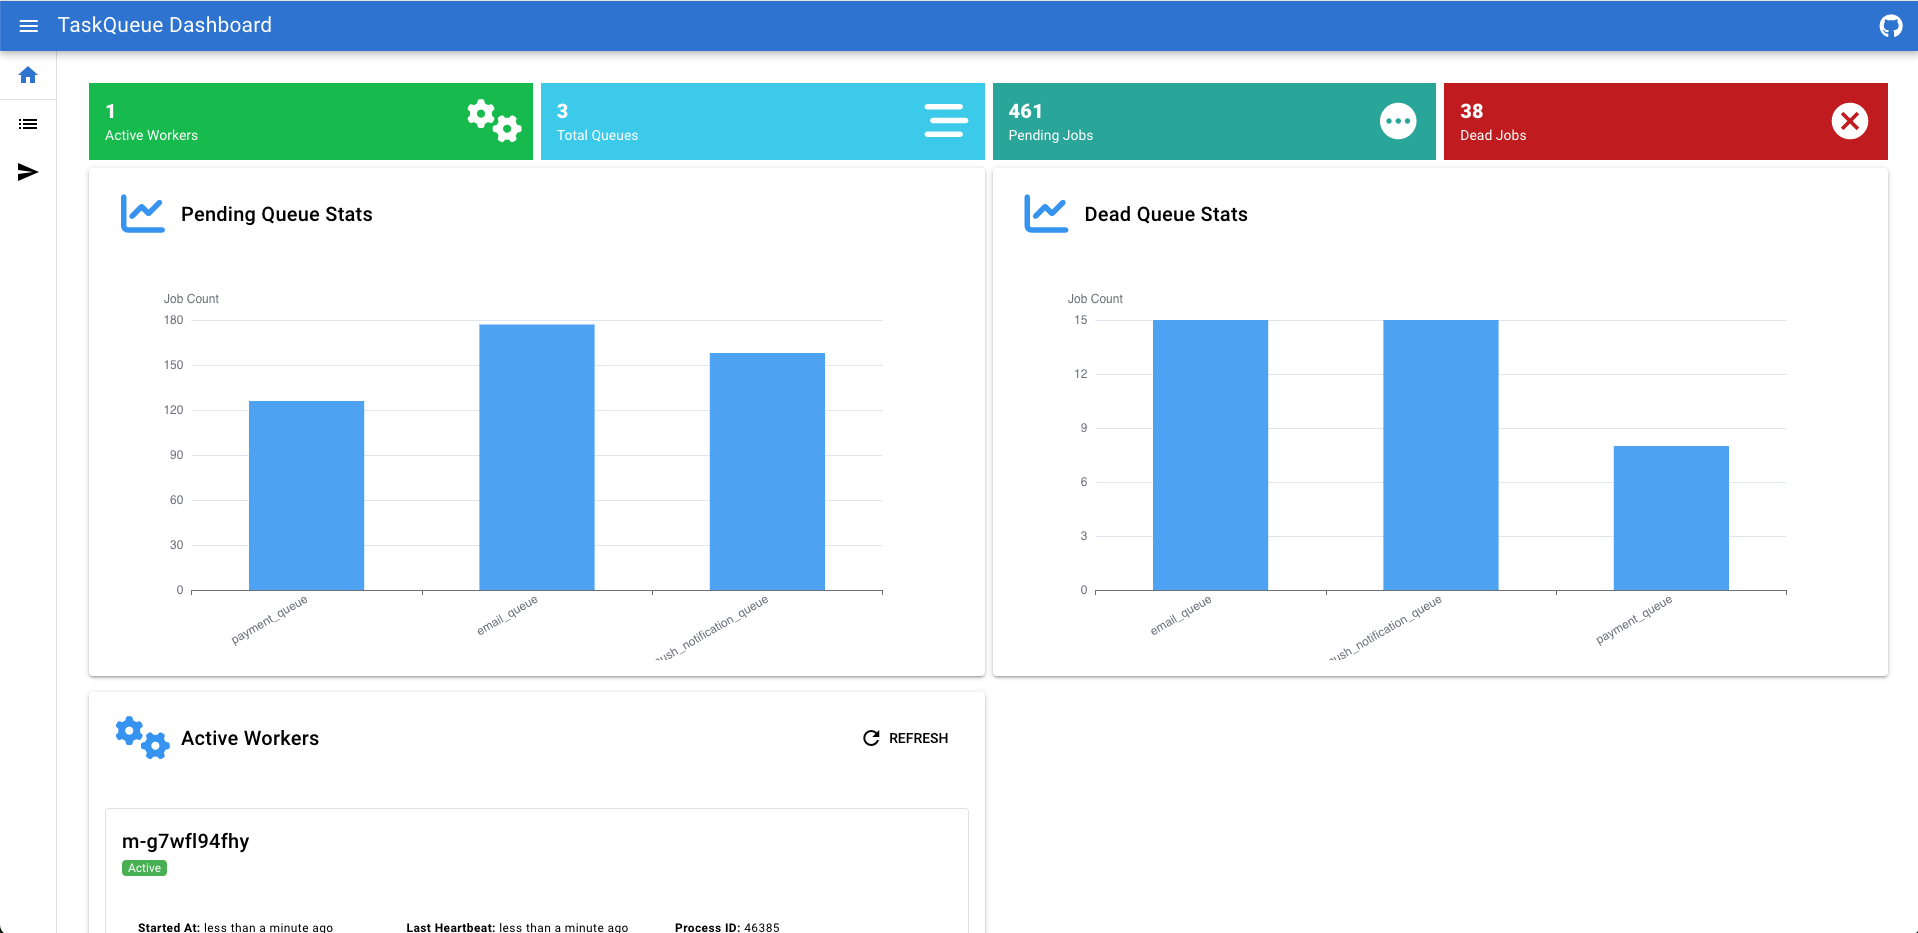 TaskQueue Dashboard
1
Active Workers
3
Total Queues
461
Pending Jobs
38
Dead Jobs
Pending Queue Stats
Job Count
180
150
120
90
60
30
0
payment_queue
email_queue
ush_notification_queue
Dead Queue Stats
Job Count
15
12
9
6
3
0
email_queue
ush_notification_queue
payment_queue
Active Workers
REFRESH
m-g7wfl94fhy
Active
Started At: less than a minute ago
Last Heartbeat: less than a minute ago
Process ID: 46385